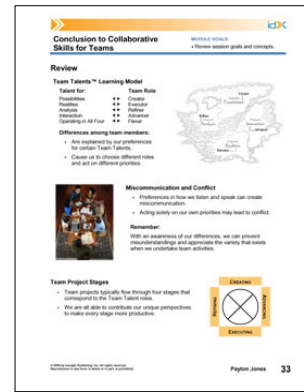 idX
Conclusion to Collaborative
Skills for Teams
MODULE GOALS:
• Review session goals and concepts.
Review
Team Talents™ Learning Model
Talent for: Team Role
Possibilities Creator
Realities Executor
Analysis Refiner
Interaction Advancer
Operating in All Four Flexer
Differences among team members:
• Are explained by our preferences
for certain Team Talents.
• Cause us to choose different roles
and act on different priorities.
Miscommunication and Conflict
• Preferences in how we listen and speak can create
miscommunication.
• Acting solely on our own priorities may lead to conflict.
Remember:
With an awareness of our differences, we can prevent
misunderstandings and appreciate the variety that exists
when we undertake team activities.
Team Project Stages
• Team projects typically flow through four stages that
correspond to the Team Talent roles.
• We are all able to contribute our unique perspectives
to make every stage more productive.
CREATING
REFINING
ADVANCING
EXECUTING
Payton Jones 33